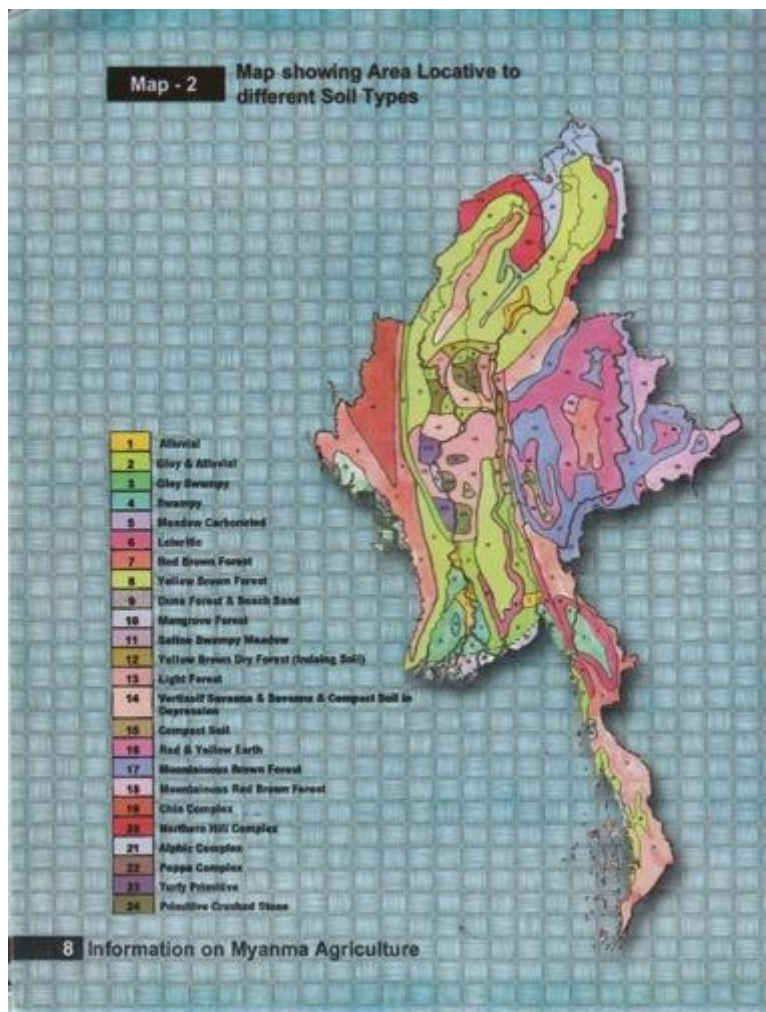 Map - 2
Map showing Area Locative to
different Soil Types
1 Alluvial
2 Gley & Alluvial
3 Gley Swampy
4 Swampy
5 Meadow Carbonated
6 Lateritic
7 Red Brown Forest
8 Yellow Brown Forest
9 Dune Forest & Beach Sand
10 Mangrove Forest
11 Saline Swampy Meadow
12 Yellow Brown Dry Forest (Indaing Soil)
13 Light Forest
14 Vertisolf Savanna & Savanna & Compact Soil in
Depression
15 Compact Soil
16 Red & Yellow Earth
17 Mountainous Brown Forest
18 Mountainous Red Brown Forest
19 Chin Complex
20 Northern Hill Complex
21 Alphic Complex
22 Poppa Complex
23 Turfy Primitive
24 Primitive Crushed Stone
8 Information on Myanma Agriculture